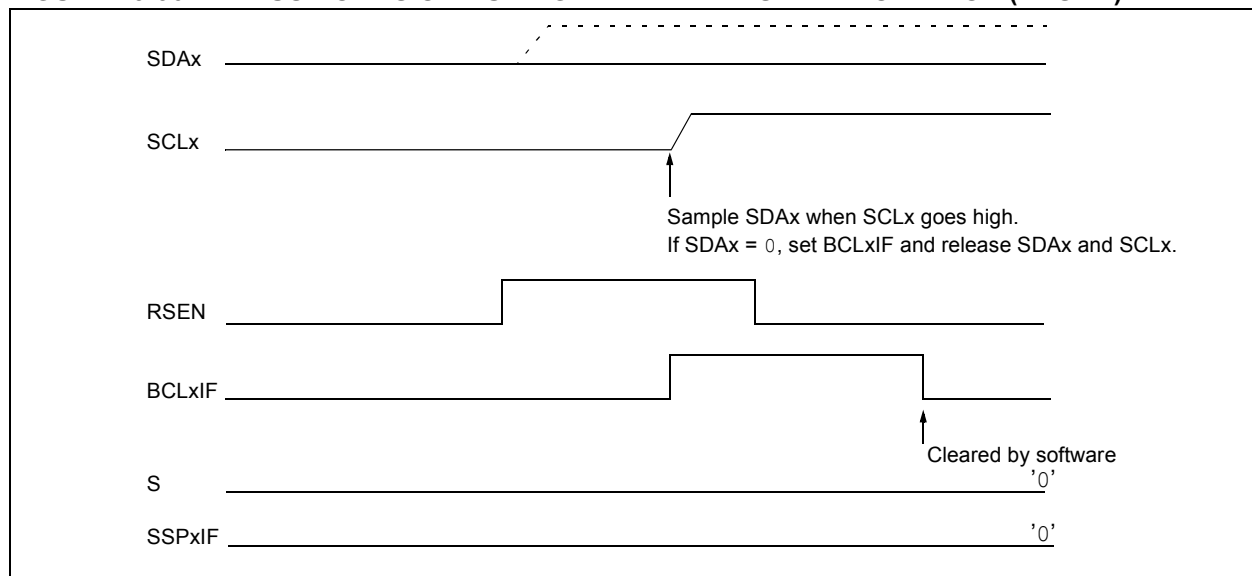 SDAx
SCLx
Sample SDAx when SCLx goes high.
If SDAx = 0, set BCLxIF and release SDAx and SCLx.
RSEN
BCLxIF
Cleared by software
S
'0'
SSPxIF
'0'